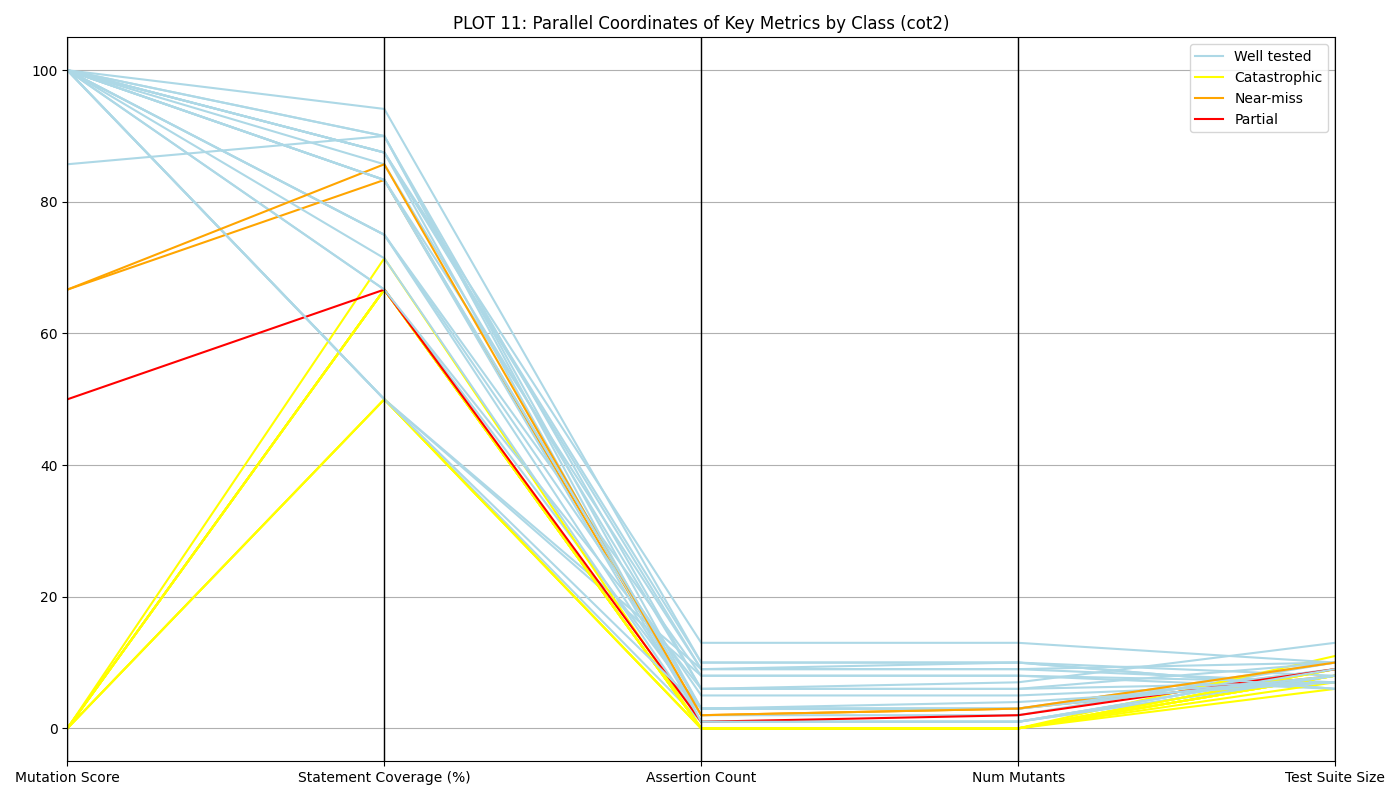 PLOT 11: Parallel Coordinates of Key Metrics by Class (cot2)
Well tested
Catastrophic
Near-miss
Partial
100
80
60
40
20
0
Mutation Score
Statement Coverage (%)
Assertion Count
Num Mutants
Test Suite Size